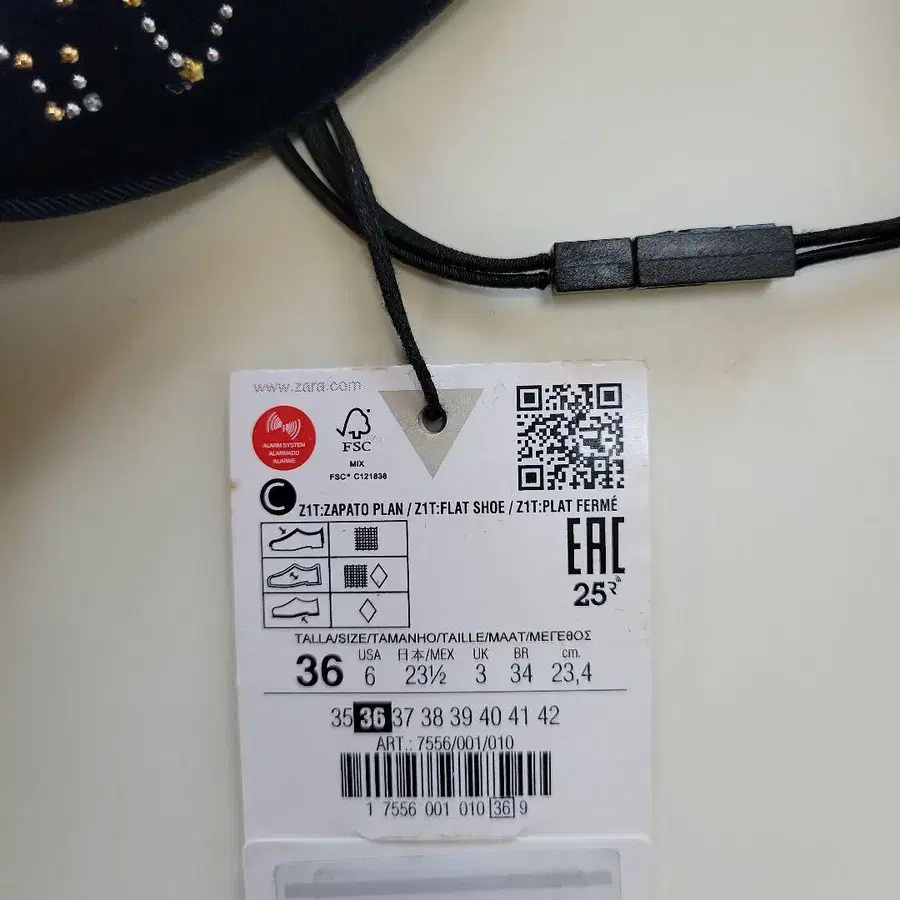 www.zara.com
ALARM SYSTEM
ALARMADO
ALARME
FSC
MIX
FSC® C121838
C
Z1T:ZAPATO PLAN / Z1T:FLAT SHOE / Z1T:PLAT FERMÉ
EAC
25
TALLA/SIZE/TAMANHO/TAILLE/MAAT/ΜΕΓΕΘΟΣ
USA 日本/MEX UK BR cm.
36 6 23½ 3 34 23,4
35 36 37 38 39 40 41 42
ART.: 7556/001/010
1 7556 001 010 36 9